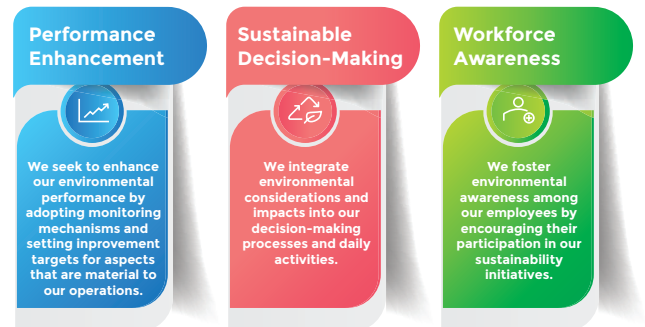 Performance
Enhancement
We seek to enhance
our environmental
performance by
adopting monitoring
mechanisms and
setting inprovement
targets for aspects
that are material to
our operations.
Sustainable
Decision-Making
We integrate
environmental
considerations and
impacts into our
decision-making
processes and daily
activities.
Workforce
Awareness
We foster
environmental
awareness among
our employees by
encouraging their
participation in our
sustainability
initiatives.